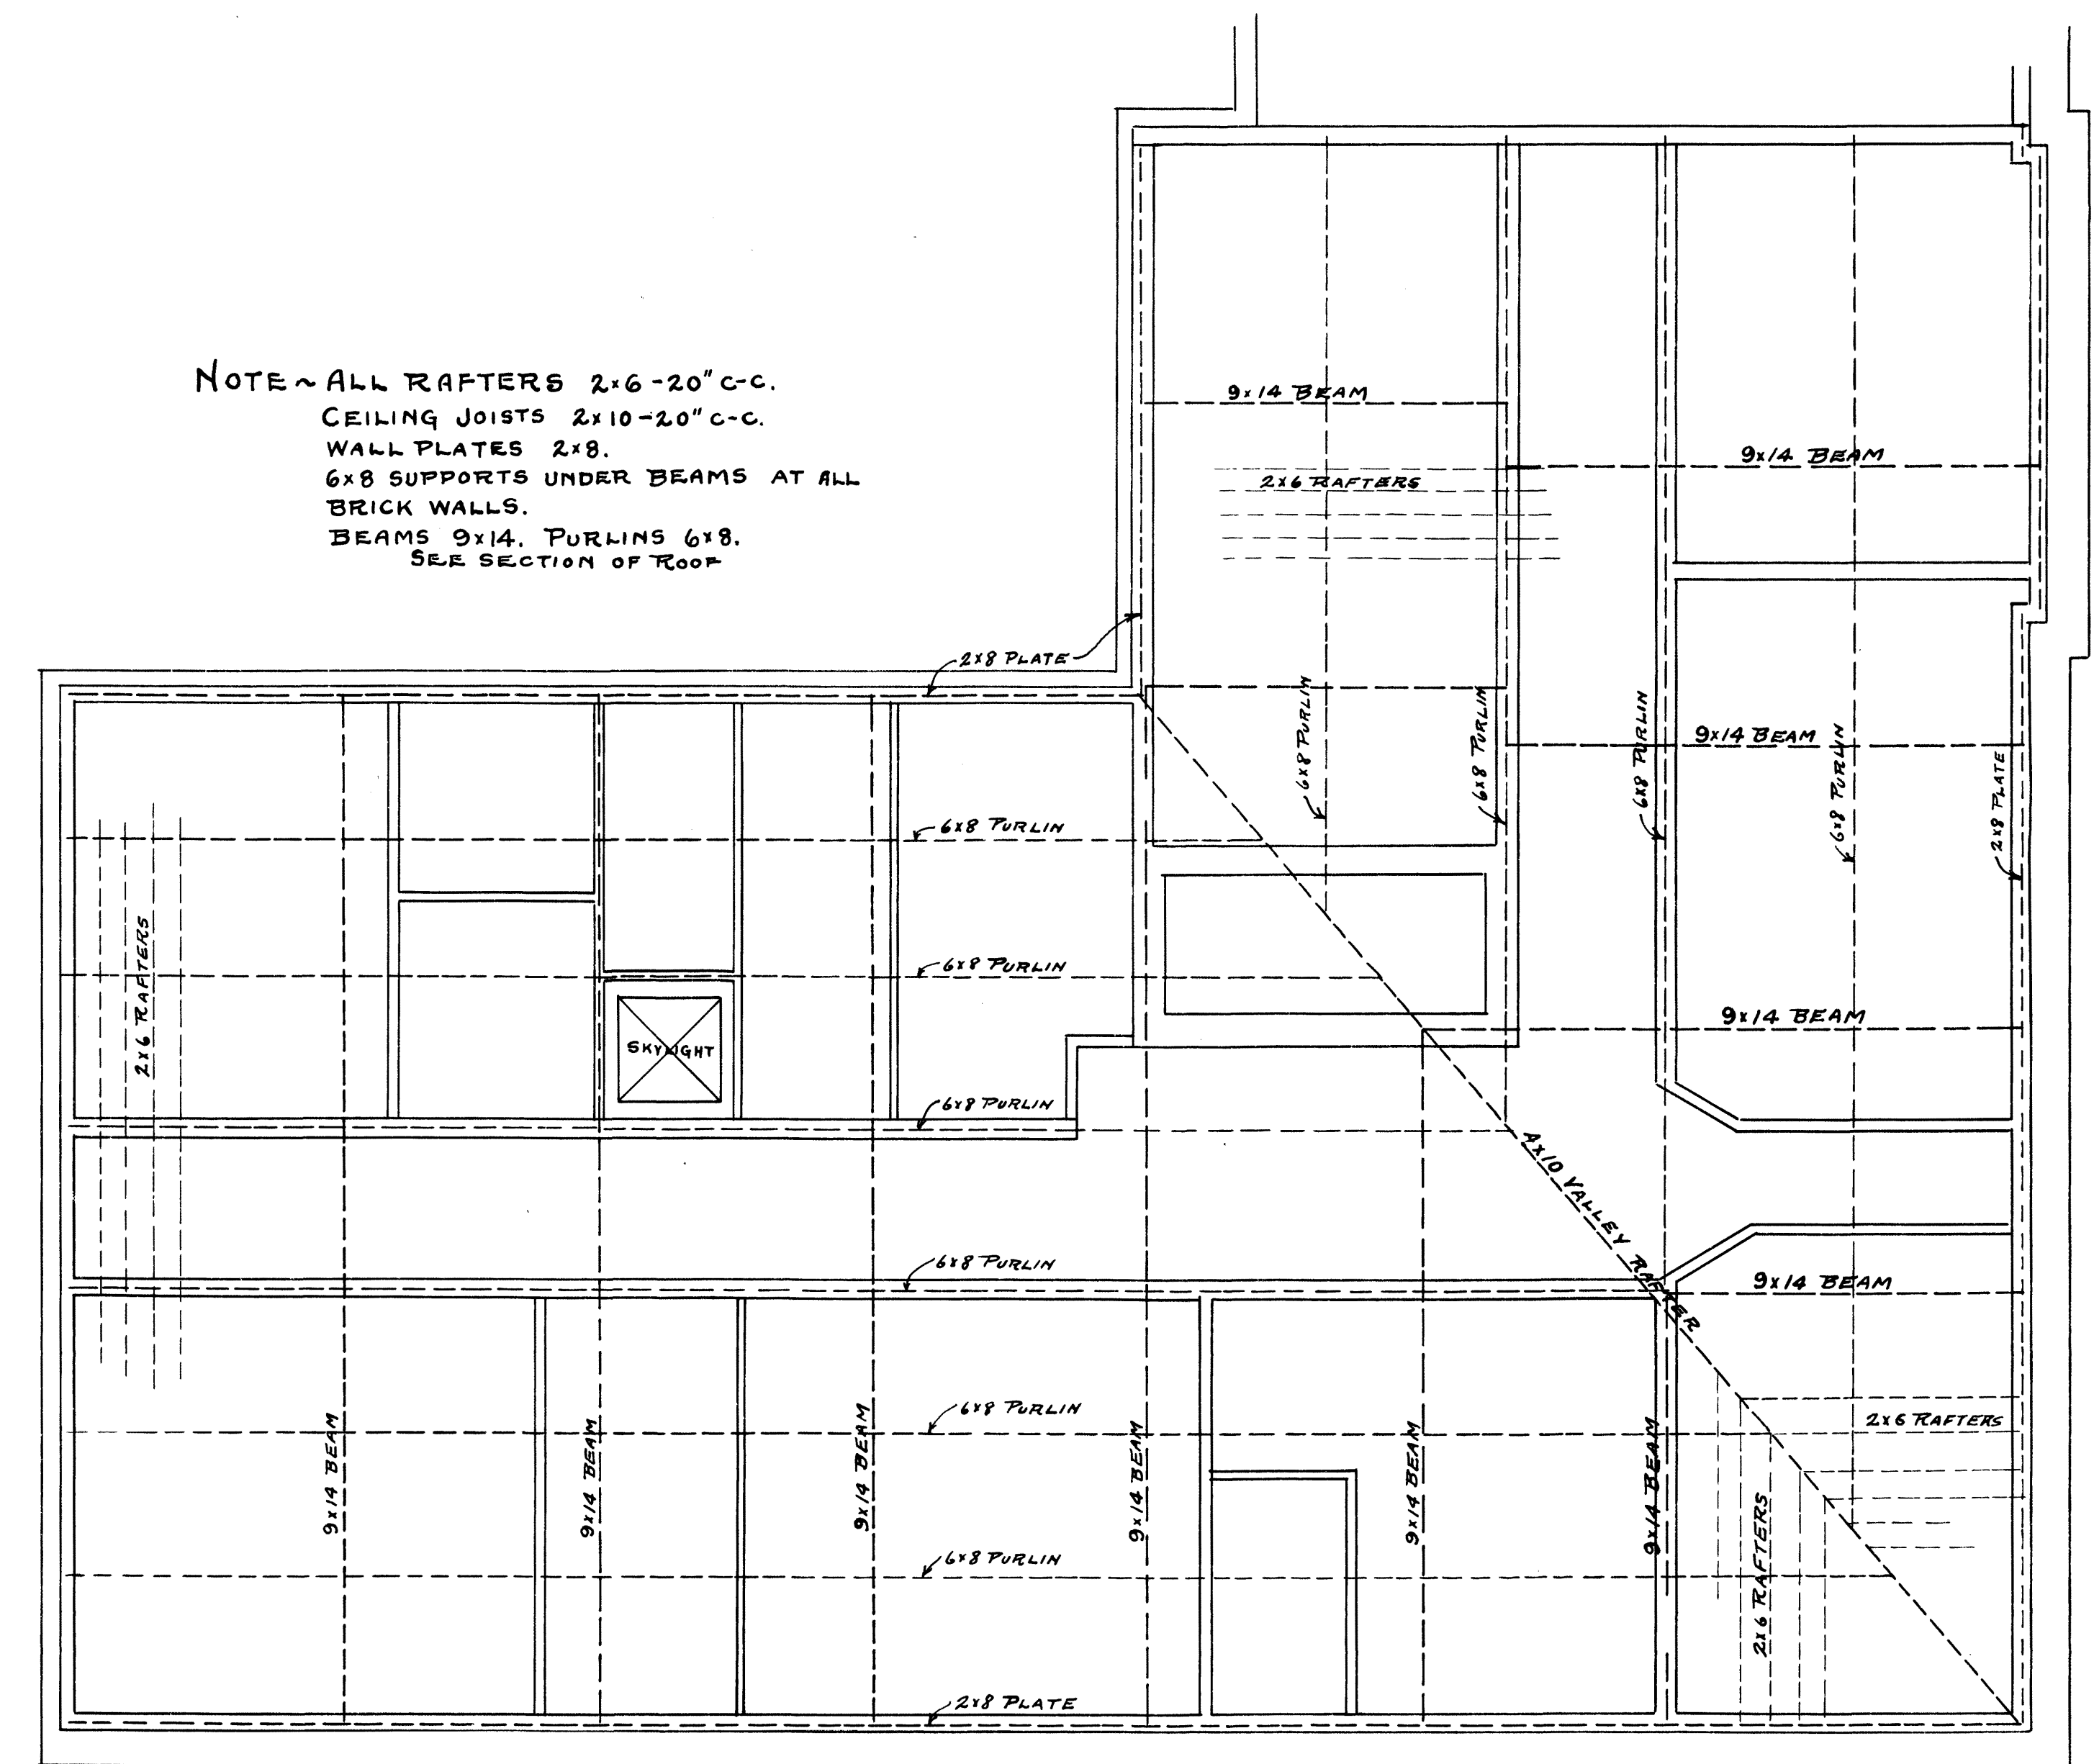 NOTE~ALL RAFTERS 2x6-20" C-C.
CEILING JOISTS 2x10-20" C-C.
WALL PLATES 2x8.
6x8 SUPPORTS UNDER BEAMS AT ALL
BRICK WALLS.
BEAMS 9x14. PURLINS 6x8.
SEE SECTION OF ROOF
9x14 BEAM
9x14 BEAM
2x6 RAFTERS
2x8 PLATE
6x8 PURLIN
6x8 PURLIN
6x8 PURLIN
9x14 BEAM
6x8 PURLIN
2x8 PLATE
6x8 PURLIN
2x6 RAFTERS
6x8 PURLIN
SKYLIGHT
9x14 BEAM
6x8 PURLIN
4x10 VALLEY RAFTER
6x8 PURLIN
9x14 BEAM
6x8 PURLIN
2x6 RAFTERS
9x14 BEAM
9x14 BEAM
9x14 BEAM
9x14 BEAM
9x14 BEAM
9x14 BEAM
2x6 RAFTERS
6x8 PURLIN
2x8 PLATE